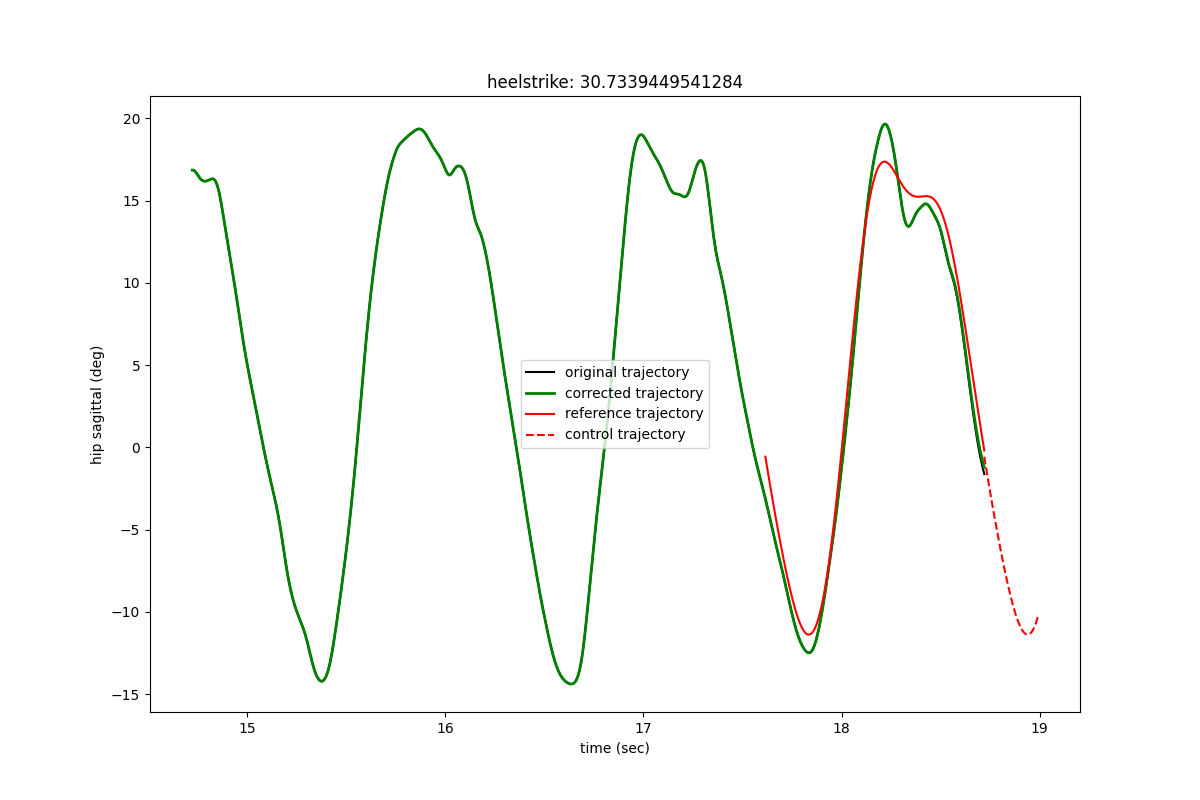 heelstrike: 30.7339449541284
20
15
10
5
0
−5
−10
−15
hip sagittal (deg)
original trajectory
corrected trajectory
reference trajectory
control trajectory
15
16
17
18
19
time (sec)